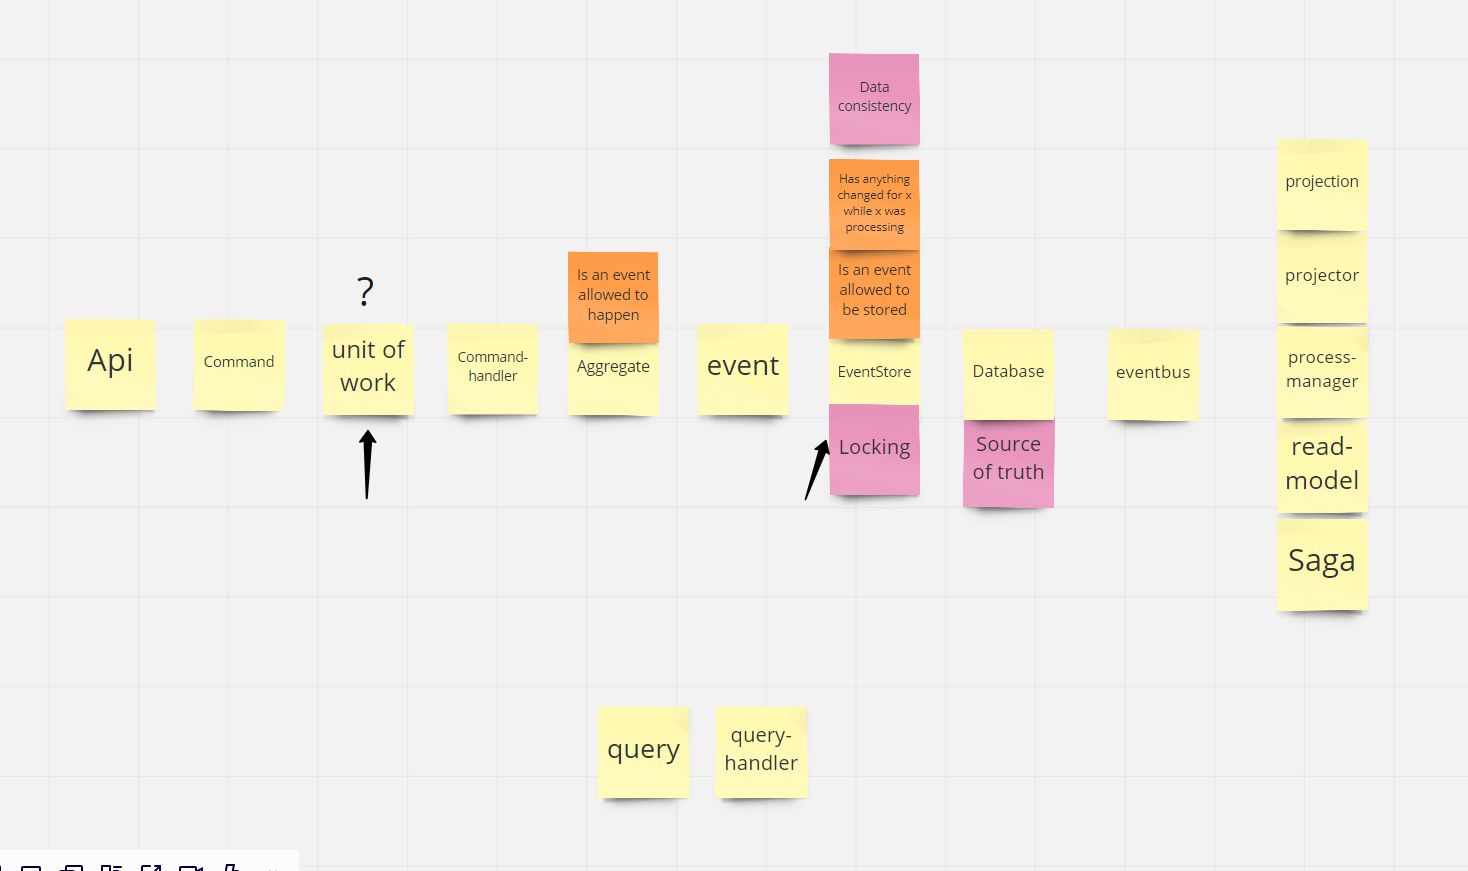 Data
consistency
Has anything
changed for x
while x was
processing
Is an event
allowed to
be stored
EventStore
Locking
?
Api
Command
unit of
work
Command-
handler
Is an event
allowed to
happen
Aggregate
event
Database
Source
of truth
eventbus
projection
projector
process-
manager
read-
model
Saga
query
query-
handler